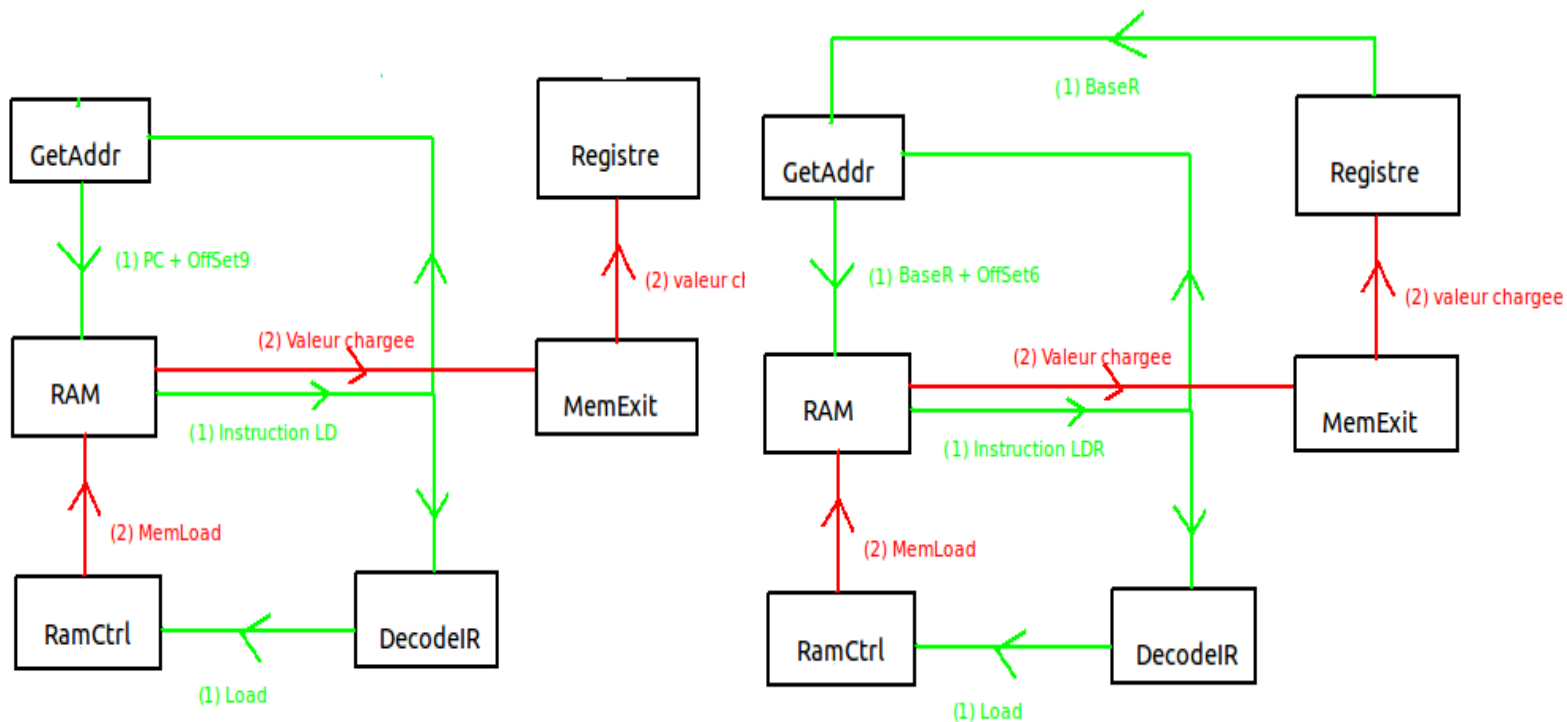 GetAddr
Registre
(1) PC + OffSet9
(2) valeur cl
(2) Valeur chargee
RAM
MemExit
(1) Instruction LD
(2) MemLoad
RamCtrl
DecodeIR
(1) Load
(1) BaseR
GetAddr
Registre
(1) BaseR + OffSet6
(2) valeur chargee
(2) Valeur chargee
RAM
MemExit
(1) Instruction LDR
(2) MemLoad
RamCtrl
DecodeIR
(1) Load